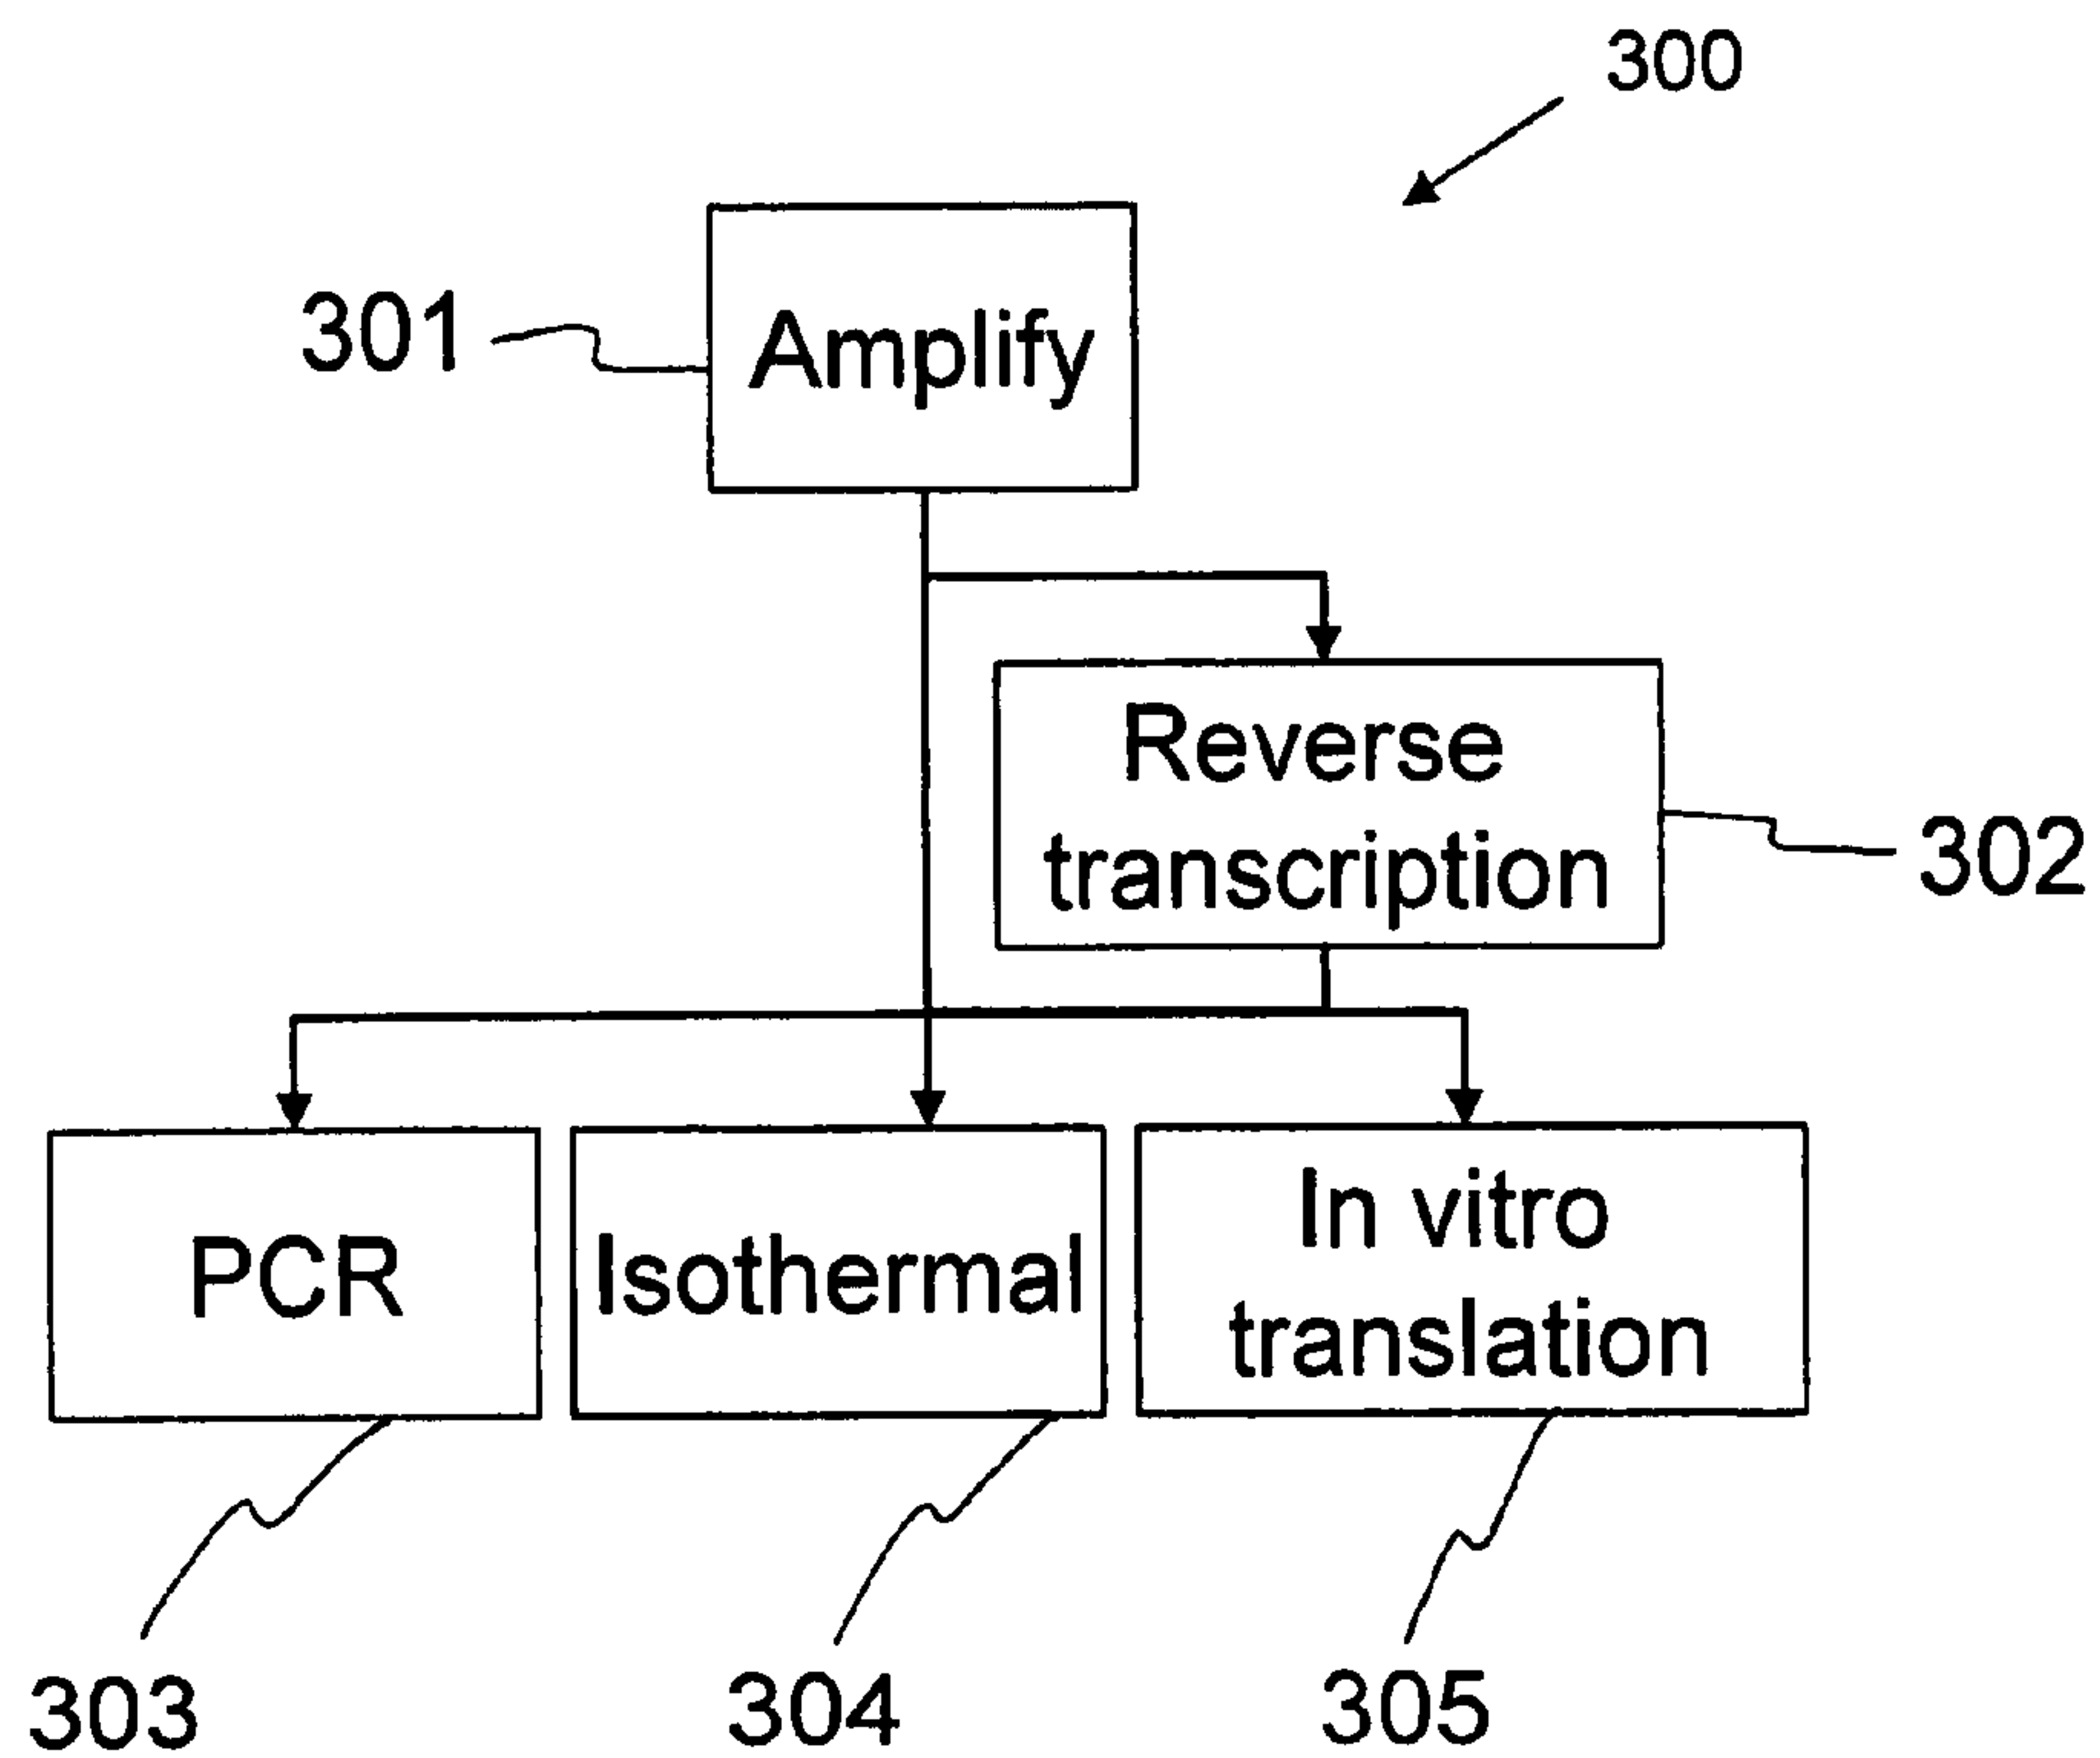 300
301
Amplify
Reverse
transcription
302
PCR
Isothermal
In vitro
translation
303
304
305